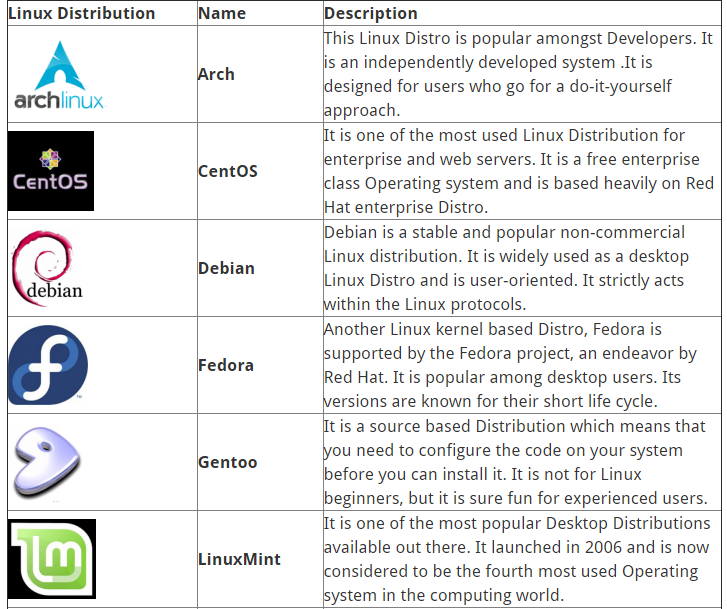 Linux Distribution Name Description
archlinux
Arch
This Linux Distro is popular amongst Developers. It
is an independently developed system .It is
designed for users who go for a do-it-yourself
approach.
CentOS
CentOS
It is one of the most used Linux Distribution for
enterprise and web servers. It is a free enterprise
class Operating system and is based heavily on Red
Hat enterprise Distro.
debian
Debian
Debian is a stable and popular non-commercial
Linux distribution. It is widely used as a desktop
Linux Distro and is user-oriented. It strictly acts
within the Linux protocols.
TM
Fedora
Another Linux kernel based Distro, Fedora is
supported by the Fedora project, an endeavor by
Red Hat. It is popular among desktop users. Its
versions are known for their short life cycle.
Gentoo
It is a source based Distribution which means that
you need to configure the code on your system
before you can install it. It is not for Linux
beginners, but it is sure fun for experienced users.
lm
LinuxMint
It is one of the most popular Desktop Distributions
available out there. It launched in 2006 and is now
considered to be the fourth most used Operating
system in the computing world.